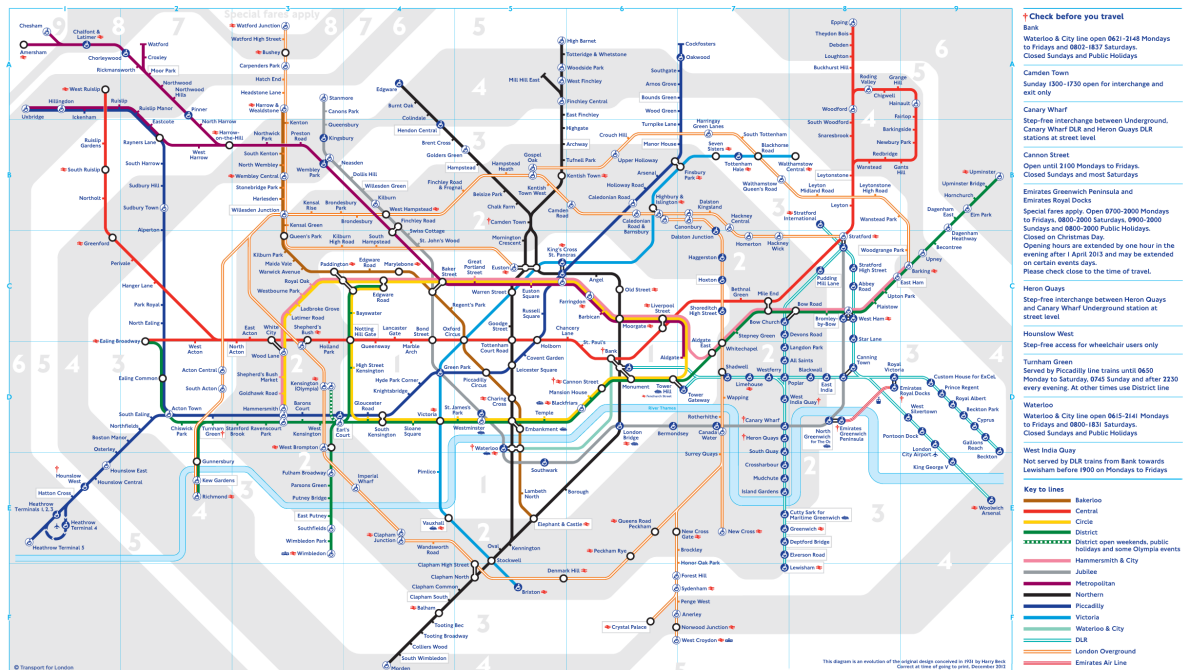 Special fares apply
Chesham
Chalfont &
Latimer
Amersham
Chorleywood
Rickmansworth
Watford
Croxley
Moor Park
Northwood
Northwood
Hills
Pinner
North Harrow
Harrow-
on-the-Hill
Northwick
Park
Preston
Road
Wembley
Park
West Ruislip
Hillingdon
Uxbridge
Ickenham
Ruislip
Ruislip Manor
Eastcote
Rayners Lane
West
Harrow
Ruislip
Gardens
South Ruislip
Northolt
Greenford
Perivale
Hanger Lane
South Harrow
Sudbury Hill
Sudbury Town
Alperton
Park Royal
North Ealing
Ealing Broadway
West
Acton
North
Acton
East
Acton
White
City
Shepherd's
Bush
Holland
Park
Notting
Hill Gate
Queensway
Lancaster
Gate
Marble
Arch
Bond
Street
Oxford
Circus
Tottenham
Court Road
Holborn
Chancery
Lane
St. Paul's
Bank
Liverpool
Street
Bethnal
Green
Mile End
Stratford
Leyton
Leytonstone
Snaresbrook
South Woodford
Woodford
Buckhurst Hill
Loughton
Debden
Theydon Bois
Epping
Roding
Valley
Chigwell
Grange
Hill
Hainault
Fairlop
Barkingside
Newbury Park
Gants
Hill
Redbridge
Wanstead
Watford Junction
Watford High Street
Bushey
Carpenders Park
Hatch End
Headstone Lane
Harrow &
Wealdstone
Kenton
South Kenton
North Wembley
Wembley Central
Stonebridge Park
Harlesden
Willesden Junction
Kensal Green
Queen's Park
Kilburn Park
Maida Vale
Warwick Avenue
Paddington
Edgware
Road
Marylebone
Baker
Street
Regent's Park
Stanmore
Canons Park
Queensbury
Kingsbury
Neasden
Dollis Hill
Willesden Green
Kilburn
West Hampstead
Finchley Road
Swiss Cottage
St. John's Wood
Kensal
Rise
Brondesbury
Park
Brondesbury
Kilburn
High Road
South
Hampstead
Finchley Road
& Frognal
Hampstead
Heath
Gospel
Oak
Edgware
Burnt Oak
Colindale
Hendon Central
Brent Cross
Golders Green
Hampstead
Belsize Park
Chalk Farm
Camden Town
Mornington
Crescent
Euston
High Barnet
Totteridge & Whetstone
Woodside Park
West Finchley
Mill Hill East
Finchley Central
East Finchley
Highgate
Archway
Tufnell Park
Kentish Town
Kentish
Town West
Camden
Road
Cockfosters
Oakwood
Southgate
Arnos Grove
Bounds Green
Wood Green
Turnpike Lane
Manor House
Finsbury
Park
Arsenal
Holloway Road
Caledonian
Road
Crouch Hill
Upper Holloway
Harringay
Green Lanes
South Tottenham
Seven
Sisters
Tottenham
Hale
Blackhorse
Road
Walthamstow
Central
Walthamstow
Queen's Road
Leyton
Midland Road
Leytonstone
High Road
Wanstead Park
Woodgrange Park
Highbury &
Islington
Caledonian
Road &
Barnsbury
Canonbury
Dalston
Kingsland
Dalston Junction
Hackney
Central
Homerton
Hackney
Wick
Stratford
International
Haggerston
Hoxton
Shoreditch
High Street
King's Cross
St. Pancras
Angel
Old Street
Moorgate
Farringdon
Barbican
Great
Portland
Street
Euston
Square
Warren Street
Goodge
Street
Russell
Square
Covent Garden
Leicester Square
Piccadilly
Circus
Green Park
Hyde Park Corner
Knightsbridge
Charing
Cross
Embankment
Temple
Blackfriars
Mansion House
Cannon Street
Monument
Tower
Hill
Tower
Gateway
Aldgate
Aldgate
East
Whitechapel
Stepney Green
Bow Road
Bow Church
Bromley-
by-Bow
West Ham
Plaistow
Upton Park
East Ham
Barking
Upney
Becontree
Dagenham
Heathway
Dagenham
East
Elm Park
Hornchurch
Upminster Bridge
Upminster
Pudding
Mill Lane
Stratford
High Street
Abbey
Road
Star Lane
Canning
Town
Devons Road
Langdon Park
All Saints
Poplar
Blackwall
East
India
Westferry
Limehouse
Shadwell
Wapping
Rotherhithe
Canada
Water
Surrey Quays
Bermondsey
London
Bridge
Southwark
Waterloo
Westminster
St. James's
Park
Victoria
Sloane
Square
South
Kensington
Gloucester
Road
High Street
Kensington
Bayswater
Edgware
Road
Royal Oak
Westbourne Park
Ladbroke Grove
Latimer Road
Wood Lane
Shepherd's Bush
Market
Goldhawk Road
Hammersmith
Kensington
(Olympia)
Barons
Court
Earl's
Court
West
Kensington
West Brompton
Fulham Broadway
Parsons Green
Putney Bridge
East Putney
Southfields
Wimbledon Park
Wimbledon
Imperial
Wharf
Clapham
Junction
Wandsworth
Road
Clapham High Street
Clapham North
Clapham Common
Clapham South
Balham
Tooting Bec
Tooting Broadway
Colliers Wood
South Wimbledon
Morden
Stockwell
Oval
Kennington
Brixton
Vauxhall
Pimlico
Lambeth
North
Elephant & Castle
Borough
Denmark Hill
Peckham Rye
Queens Road
Peckham
New Cross
Gate
New Cross
Brockley
Honor Oak Park
Forest Hill
Sydenham
Penge West
Anerley
Norwood Junction
West Croydon
Crystal Palace
Ealing Common
Acton Central
South Acton
Acton Town
South Ealing
Northfields
Boston Manor
Osterley
Hounslow East
Hounslow Central
Hounslow
West
Hatton Cross
Heathrow
Terminals 1, 2, 3
Heathrow
Terminal 4
Heathrow Terminal 5
Chiswick
Park
Turnham
Green
Stamford
Brook
Ravenscourt
Park
Gunnersbury
Kew Gardens
Richmond
River Thames
West
India Quay
Canary Wharf
Heron Quays
South Quay
Crossharbour
Mudchute
Island Gardens
Cutty Sark for
Maritime Greenwich
Greenwich
Deptford Bridge
Elverson Road
Lewisham
North
Greenwich
for The O2
Emirates
Greenwich
Peninsula
Emirates
Royal Docks
Royal
Victoria
Custom House for ExCeL
Prince Regent
Royal Albert
Beckton Park
Cyprus
Gallions
Reach
Beckton
West
Silvertown
Pontoon Dock
London
City Airport
King George V
Woolwich
Arsenal
© Transport for London
This diagram is an evolution of the original design conceived in 1931 by Harry Beck
Correct at time of going to print, December 2012
† Check before you travel
Bank
Waterloo & City line open 0621-2148 Mondays
to Fridays and 0802-1837 Saturdays.
Closed Sundays and Public Holidays
Camden Town
Sunday 1300-1730 open for interchange and
exit only
Canary Wharf
Step-free interchange between Underground,
Canary Wharf DLR and Heron Quays DLR
stations at street level
Cannon Street
Open until 2100 Mondays to Fridays.
Closed Sundays and most Saturdays
Emirates Greenwich Peninsula and
Emirates Royal Docks
Special fares apply. Open 0700-2000 Mondays
to Fridays, 0800-2000 Saturdays, 0900-2000
Sundays and 0800-2000 Public Holidays.
Closed on Christmas Day.
Opening hours are extended by one hour in the
evening after 1 April 2013 and may be extended
on certain events days.
Please check close to the time of travel.
Heron Quays
Step-free interchange between Heron Quays
and Canary Wharf Underground station at
street level
Hounslow West
Step-free access for wheelchair users only
Turnham Green
Served by Piccadilly line trains until 0650
Monday to Saturday, 0745 Sunday and after 2230
every evening. At other times use District line
Waterloo
Waterloo & City line open 0615-2141 Mondays
to Fridays and 0800-1831 Saturdays.
Closed Sundays and Public Holidays
West India Quay
Not served by DLR trains from Bank towards
Lewisham before 1900 on Mondays to Fridays
Key to lines
Bakerloo
Central
Circle
District
District open weekends, public
holidays and some Olympia events
Hammersmith & City
Jubilee
Metropolitan
Northern
Piccadilly
Victoria
Waterloo & City
DLR
London Overground
Emirates Air Line